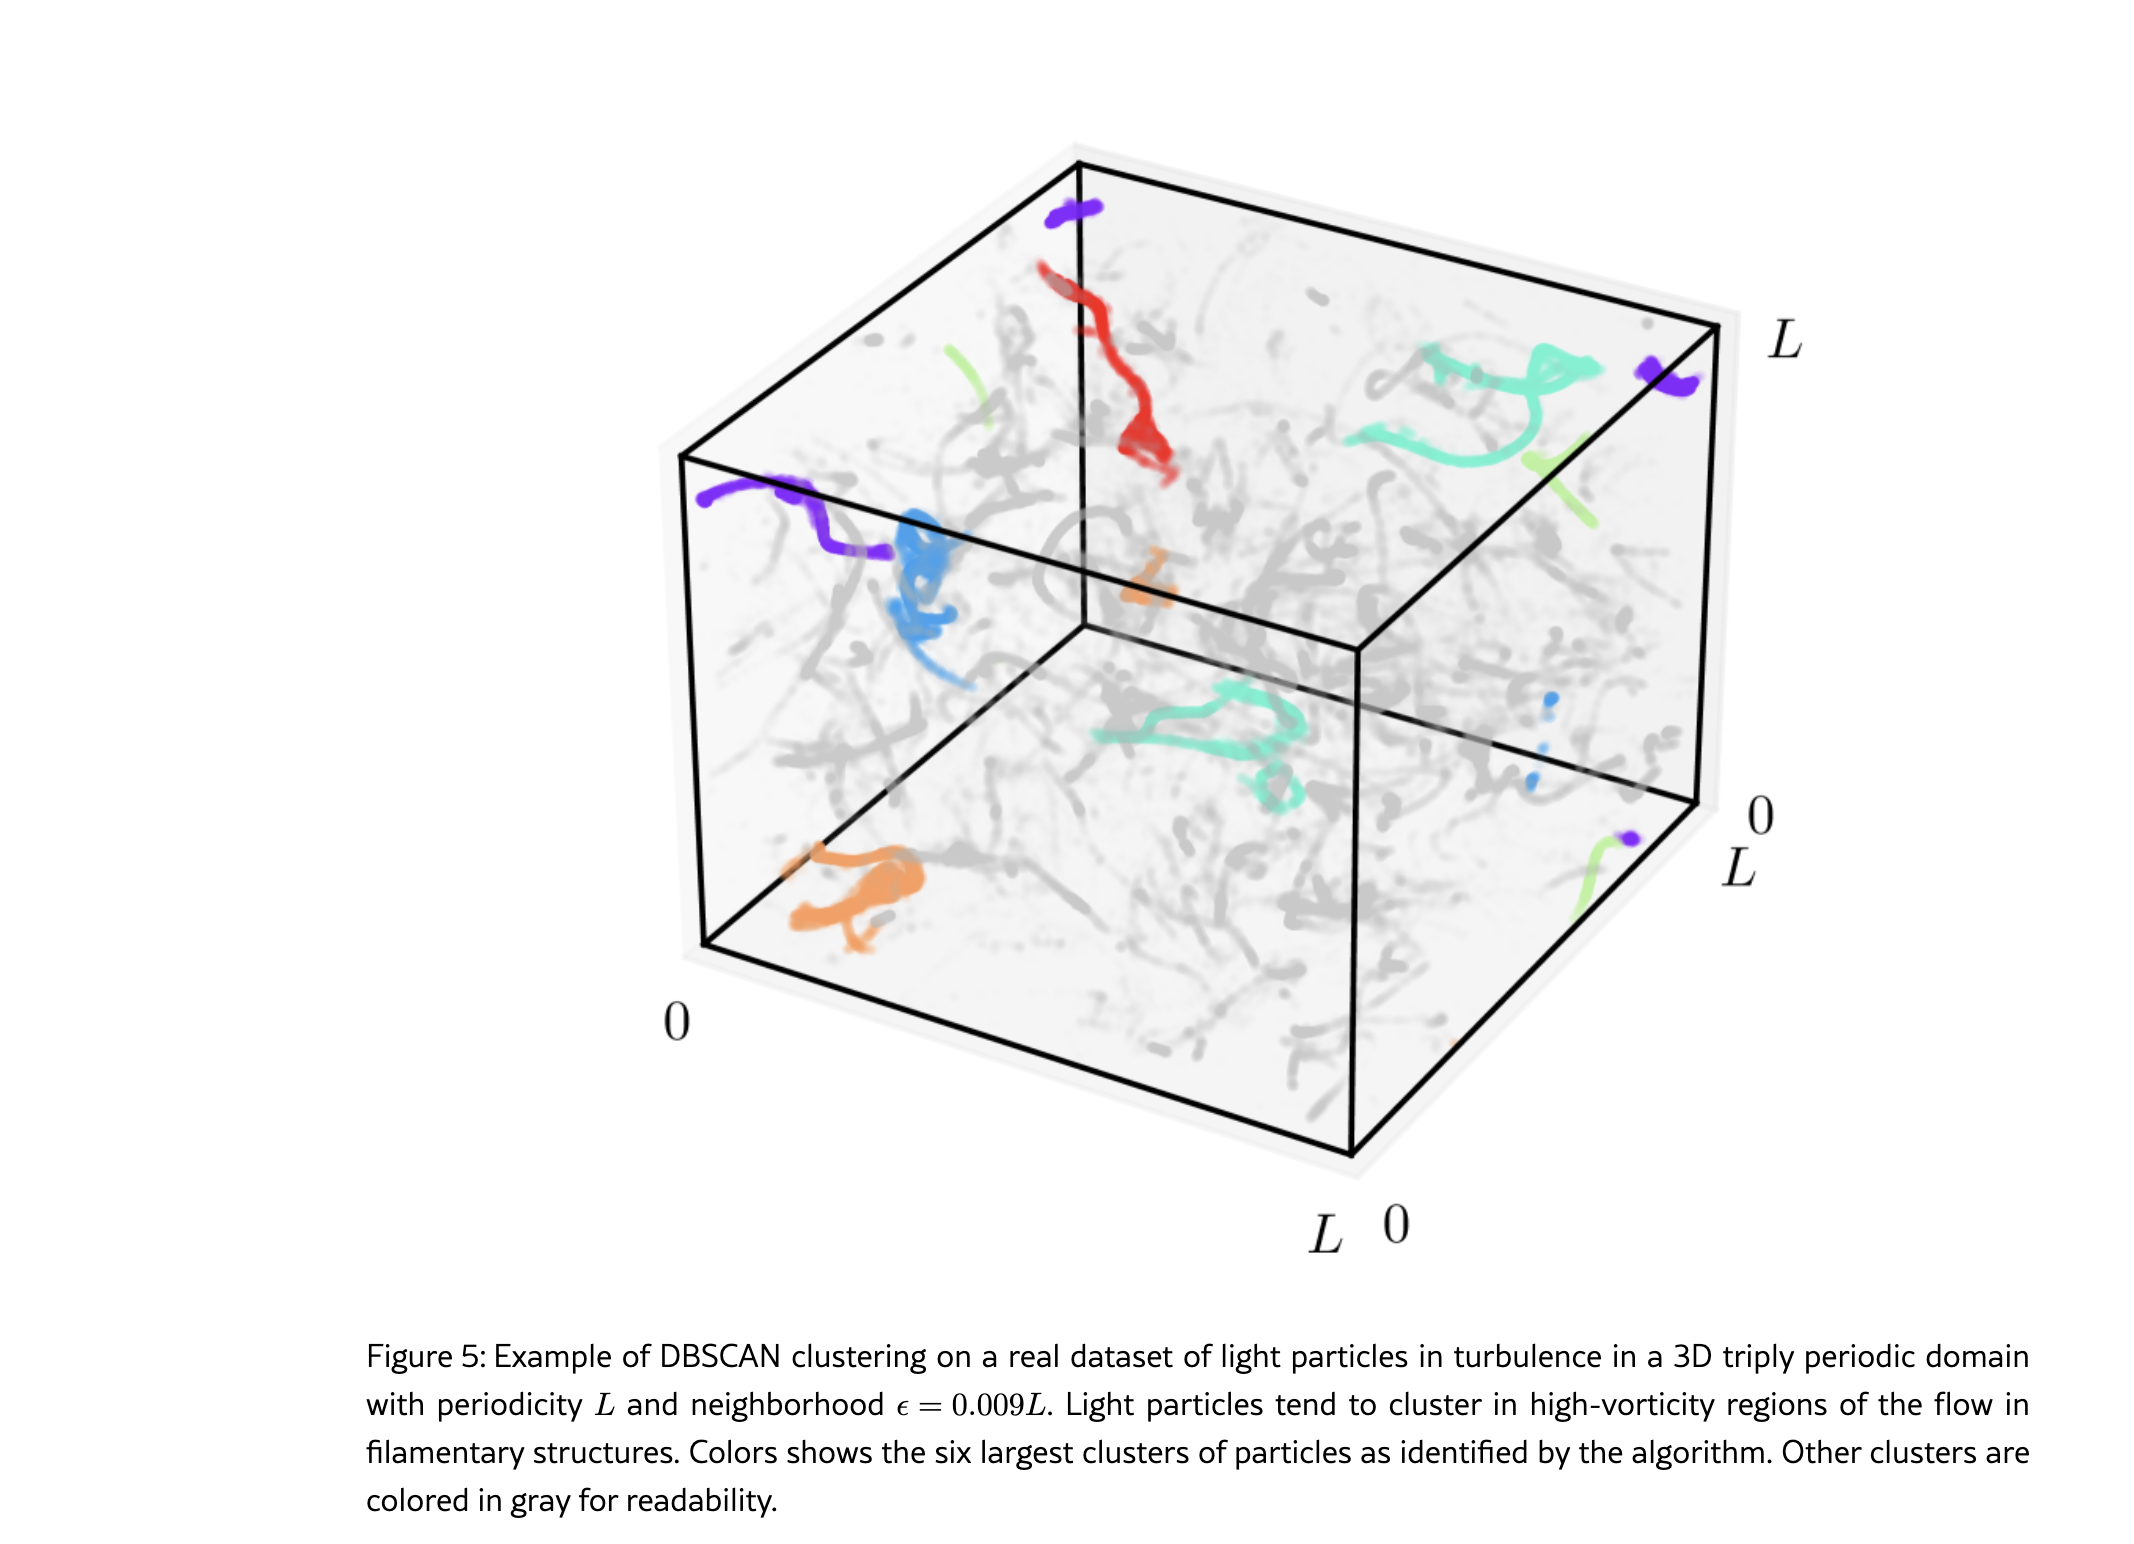 L
0
L
0
L 0
Figure 5: Example of DBSCAN clustering on a real dataset of light particles in turbulence in a 3D triply periodic domain
with periodicity L and neighborhood ϵ = 0.009L. Light particles tend to cluster in high-vorticity regions of the flow in
filamentary structures. Colors shows the six largest clusters of particles as identified by the algorithm. Other clusters are
colored in gray for readability.